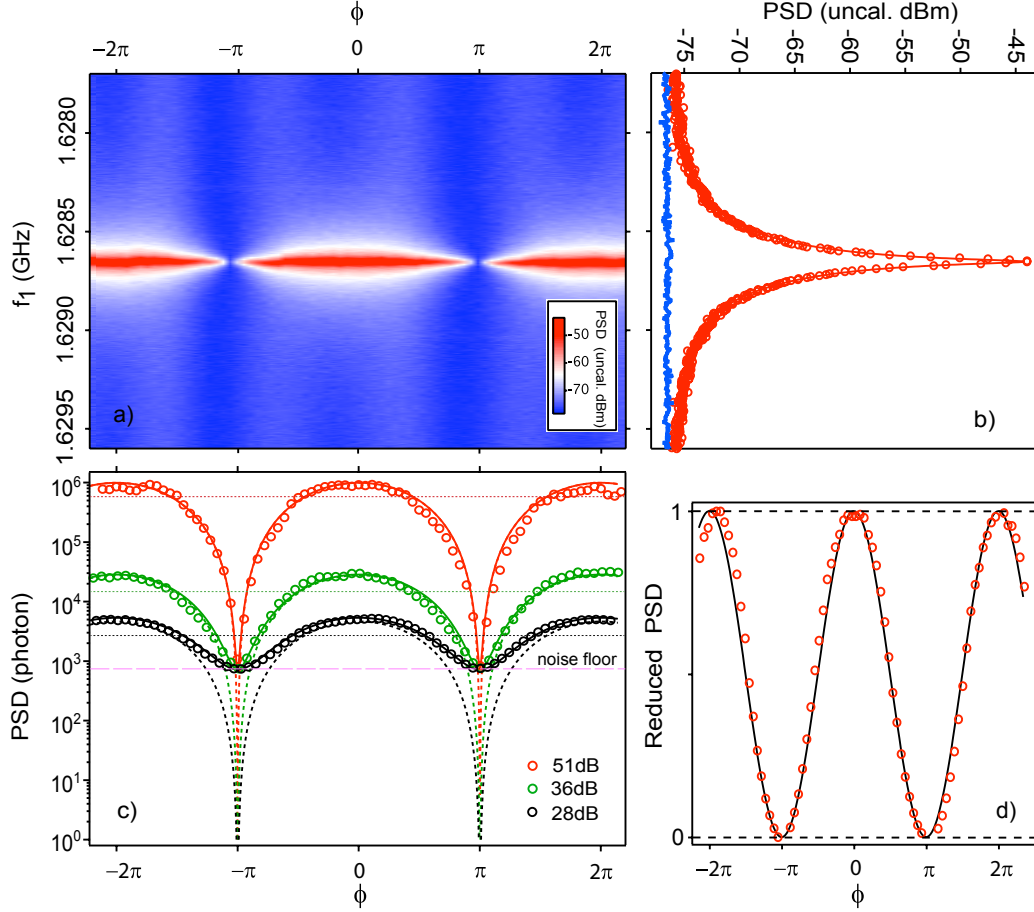 ϕ
−2π −π 0 π 2π
f1 (GHz)
1.6280
1.6285
1.6290
1.6295
PSD (uncal. dBm)
-50
-60
-70
a)
PSD (uncal. dBm)
-75 -70 -65 -60 -55 -50 -45
b)
PSD (photon)
10^6
10^5
10^4
10^3
10^2
10^1
10^0
noise floor
51dB
36dB
28dB
c)
−2π −π 0 π 2π
ϕ
Reduced PSD
1
0
d)
−2π −π 0 π 2π
ϕ